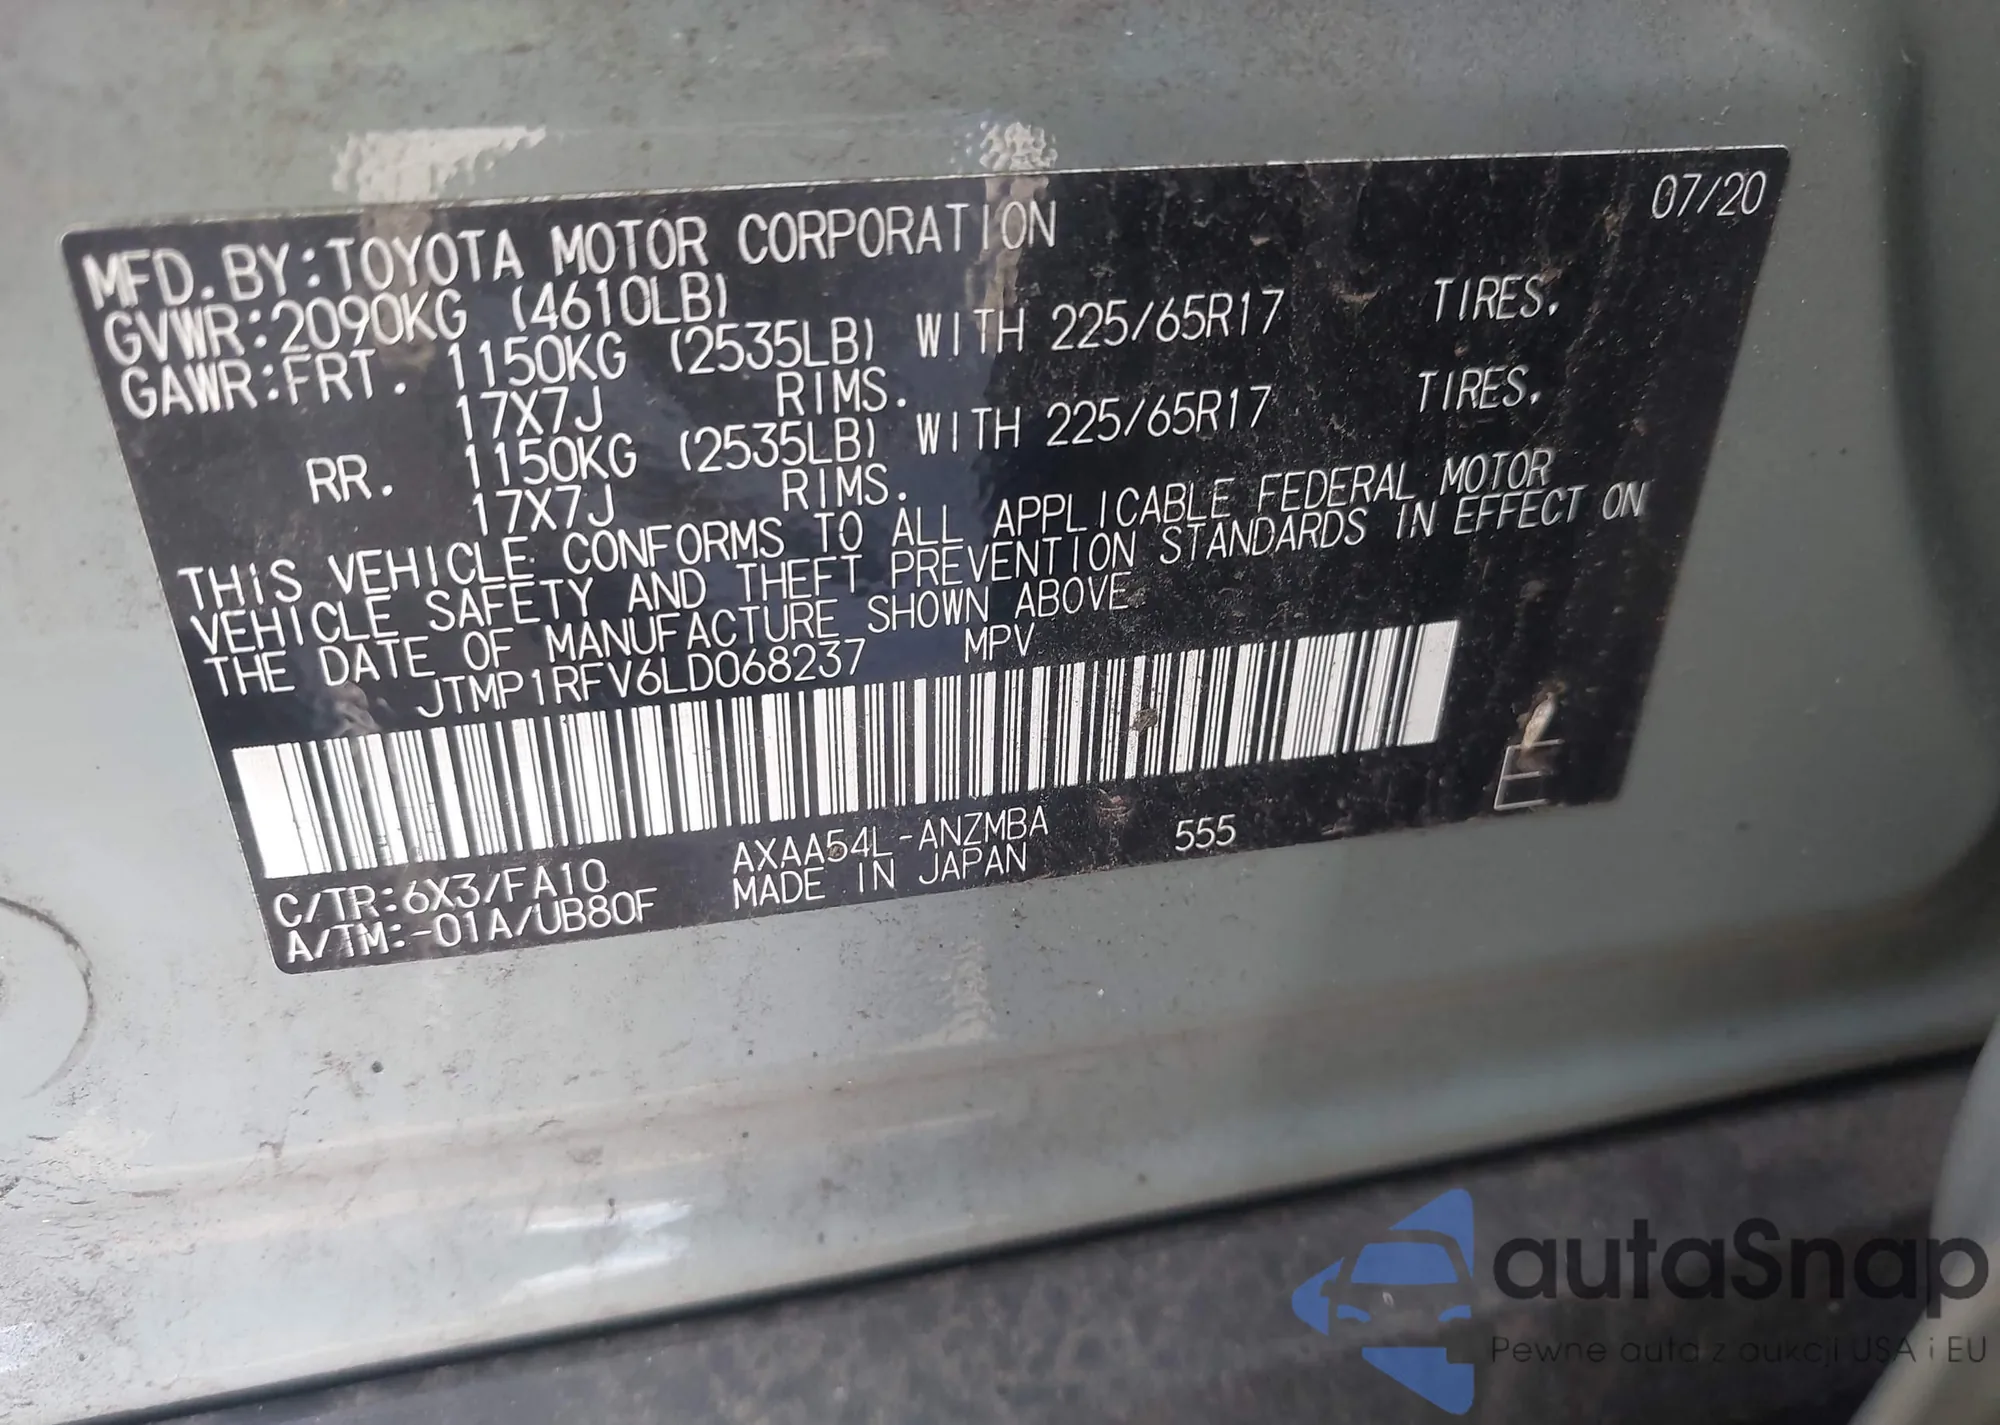 07/20
MFD. BY:TOYOTA MOTOR CORPORATION
GVWR:2090KG (4610LB)
GAWR:FRT. 1150KG (2535LB) WITH 225/65R17 TIRES.
17X7J RIMS.
RR. 1150KG (2535LB) WITH 225/65R17 TIRES.
17X7J RIMS.
THIS VEHICLE CONFORMS TO ALL APPLICABLE FEDERAL MOTOR
VEHICLE SAFETY AND THEFT PREVENTION STANDARDS IN EFFECT ON
THE DATE OF MANUFACTURE SHOWN ABOVE.
JTMP1RFV6LD068237 MPV
C/TR:6X3/FA10 AXAA54L-ANZMBA 555
A/TM:-01A/UB80F MADE IN JAPAN
autaSnap
Pewne auta z aukcji USA i EU